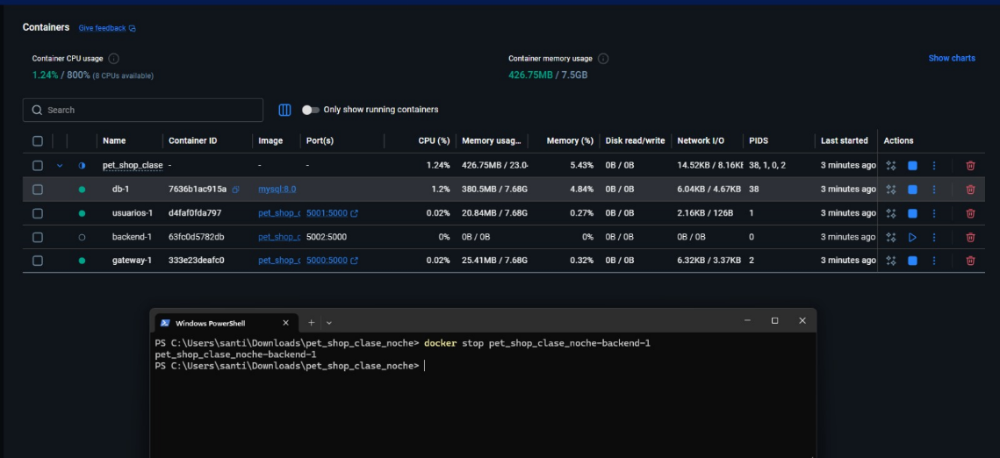 Containers Give feedback
Container CPU usage
1.24% / 800% (8 CPUs available)
Container memory usage
426.75MB / 7.5GB
Show charts
Search
Only show running containers
Name Container ID Image Port(s) CPU (%) Memory usag... Memory (%) Disk read/write Network I/O PIDS Last started Actions
pet_shop_clase - - - 1.24% 426.75MB / 23.0 5.43% 0B / 0B 14.52KB / 8.16KB 38, 1, 0, 2 3 minutes ago
db-1 7636b1ac915a mysql:8.0 1.2% 380.5MB / 7.68G 4.84% 0B / 0B 6.04KB / 4.67KB 38 3 minutes ago
usuarios-1 d4faf0fda797 pet_shop_c 5001:5000 0.02% 20.84MB / 7.68G 0.27% 0B / 0B 2.16KB / 126B 1 3 minutes ago
backend-1 63fc0d5782db pet_shop_c 5002:5000 0% 0B / 0B 0% 0B / 0B 0B / 0B 0 3 minutes ago
gateway-1 333e23deafc0 pet_shop_c 5000:5000 0.02% 25.41MB / 7.68G 0.32% 0B / 0B 6.32KB / 3.37KB 2 3 minutes ago
Windows PowerShell
PS C:\Users\santi\Downloads\pet_shop_clase_noche> docker stop pet_shop_clase_noche-backend-1
pet_shop_clase_noche-backend-1
PS C:\Users\santi\Downloads\pet_shop_clase_noche>